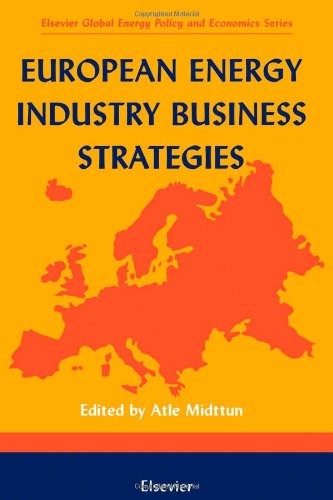 Elsevier Global Energy Policy and Economics Series
EUROPEAN ENERGY
INDUSTRY BUSINESS
STRATEGIES
Edited by Atle Midttun
Elsevier